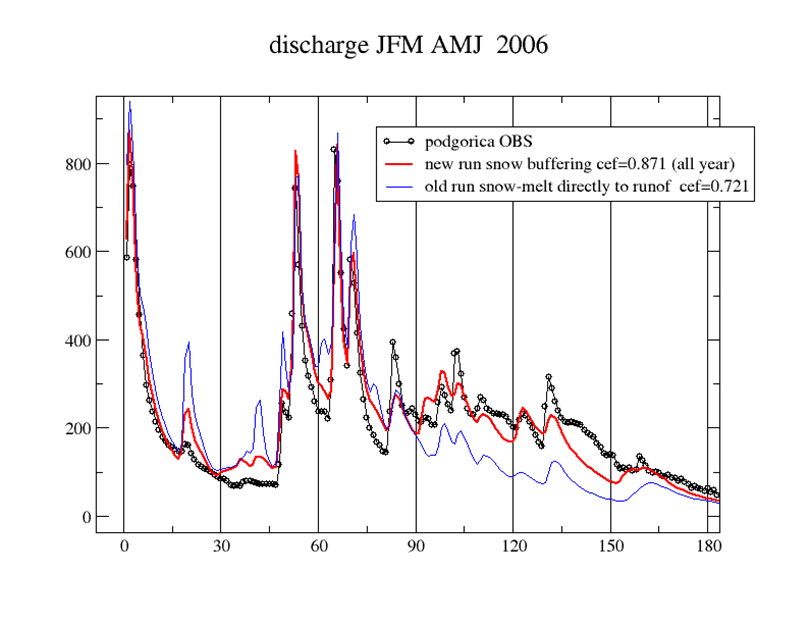 discharge JFM AMJ  2006
podgorica OBS
new run snow buffering cef=0.871 (all year)
old run snow-melt directly to runof  cef=0.721
800
600
400
200
0
0 30 60 90 120 150 180